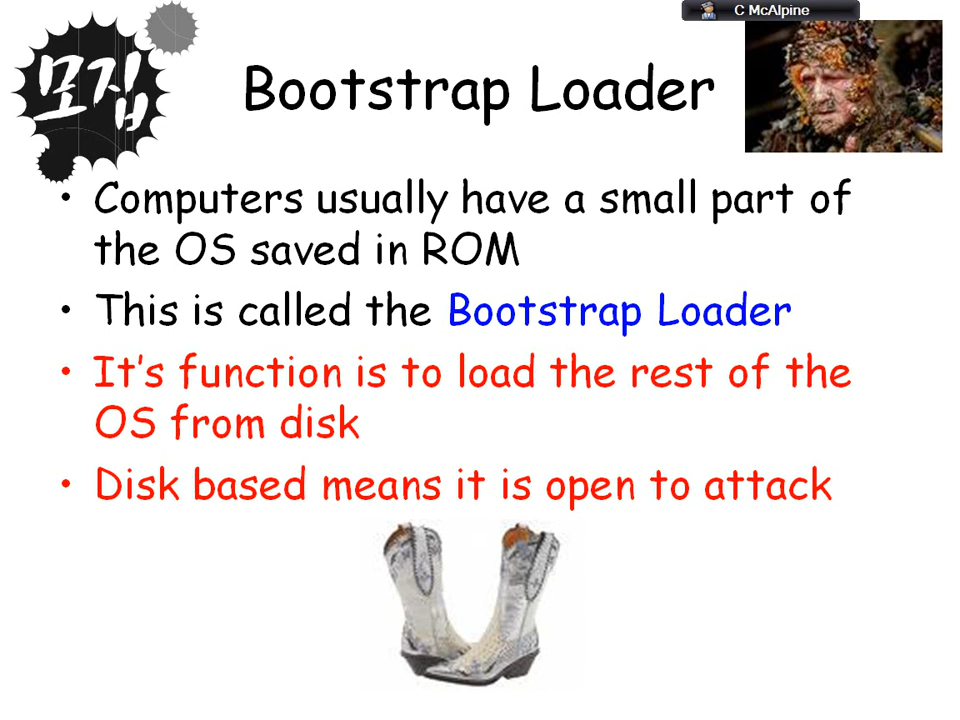 C McAlpine
모집
Bootstrap Loader
• Computers usually have a small part of
the OS saved in ROM
• This is called the Bootstrap Loader
• It's function is to load the rest of the
OS from disk
• Disk based means it is open to attack